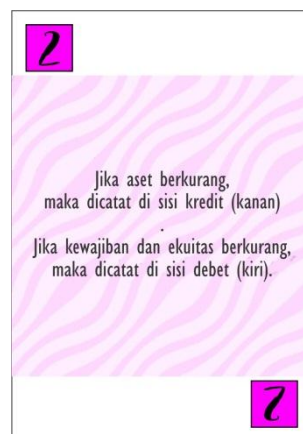 2
Jika aset berkurang,
maka dicatat di sisi kredit (kanan)
.
Jika kewajiban dan ekuitas berkurang,
maka dicatat di sisi debet (kiri).
2